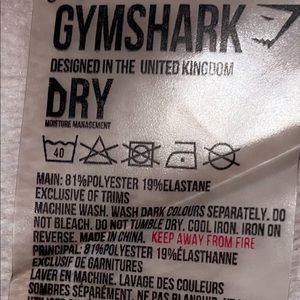 GYMSHARK
DESIGNED IN THE UNITED KINGDOM
DRY
MOISTURE MANAGEMENT
40
MAIN: 81%POLYESTER 19%ELASTANE
EXCLUSIVE OF TRIMS
MACHINE WASH. WASH DARK COLOURS SEPARATELY. DO
NOT BLEACH. DO NOT TUMBLE DRY. COOL IRON. IRON ON
REVERSE. MADE IN CHINA. KEEP AWAY FROM FIRE
PRINCIPAL: 81%POLYESTER 19%ÉLASTHANNE
EXCLUSIF DE GARNITURES
LAVER EN MACHINE. LAVAGE DES COULEURS
SOMBRES SÉPARÉMENT. NE PAS BLANCHIR. NE